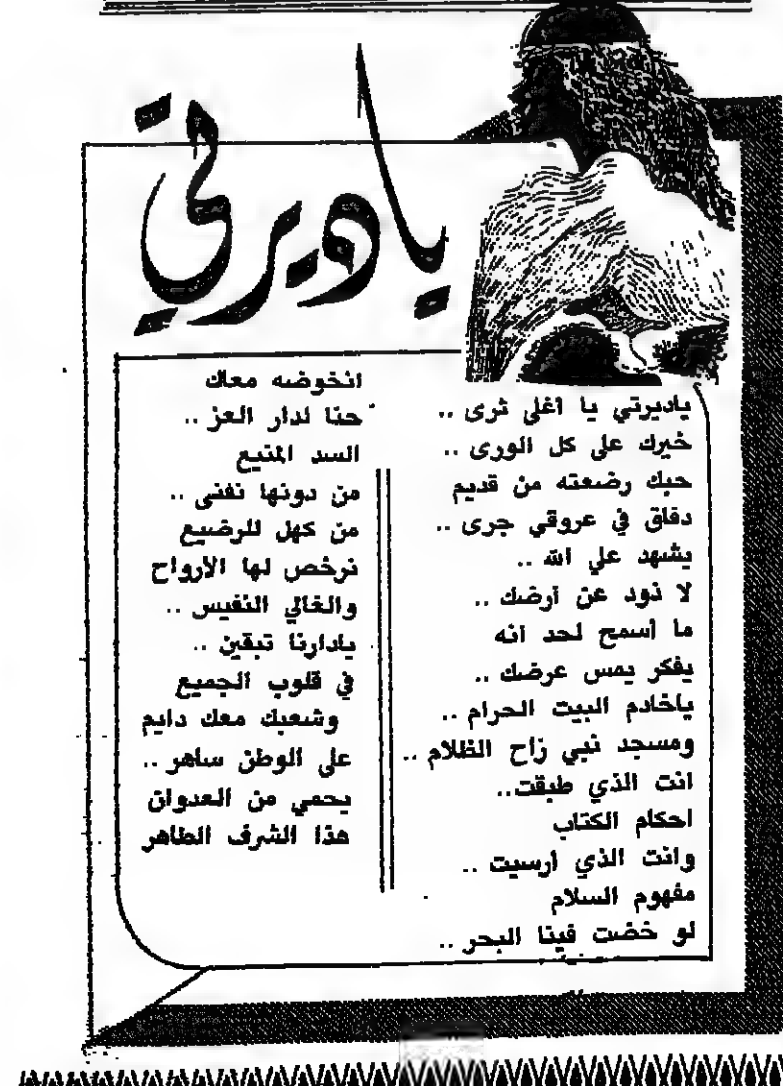 ياديرتي
ياديرتي يا اغلى ثرى ..
خيرك على كل الورى ..
حبك رضعته من قديم
دفاق في عروقي جرى ..
يشهد علي الله ..
لا ذود عن أرضك ..
ما أسمح لحد انه
يفكر يمس عرضك ..
ياخادم البيت الحرام ..
ومسجد نبي زاح الظلام ..
انت الذي طبقت..
احكام الكتاب
وانت الذي أرسيت ..
مفهوم السلام
لو خضت فينا البحر ..
انخوضه معاك
حنا لدار العز ..
السد المنيع
من دونها نفنى ..
من كهل للرضيع
نرخص لها الأرواح
والغالي النفيس ..
يادارنا تبقين ..
في قلوب الجميع
وشعبك معك دايم
على الوطن ساهر ..
يحمي من العدوان
هذا الشرف الطاهر